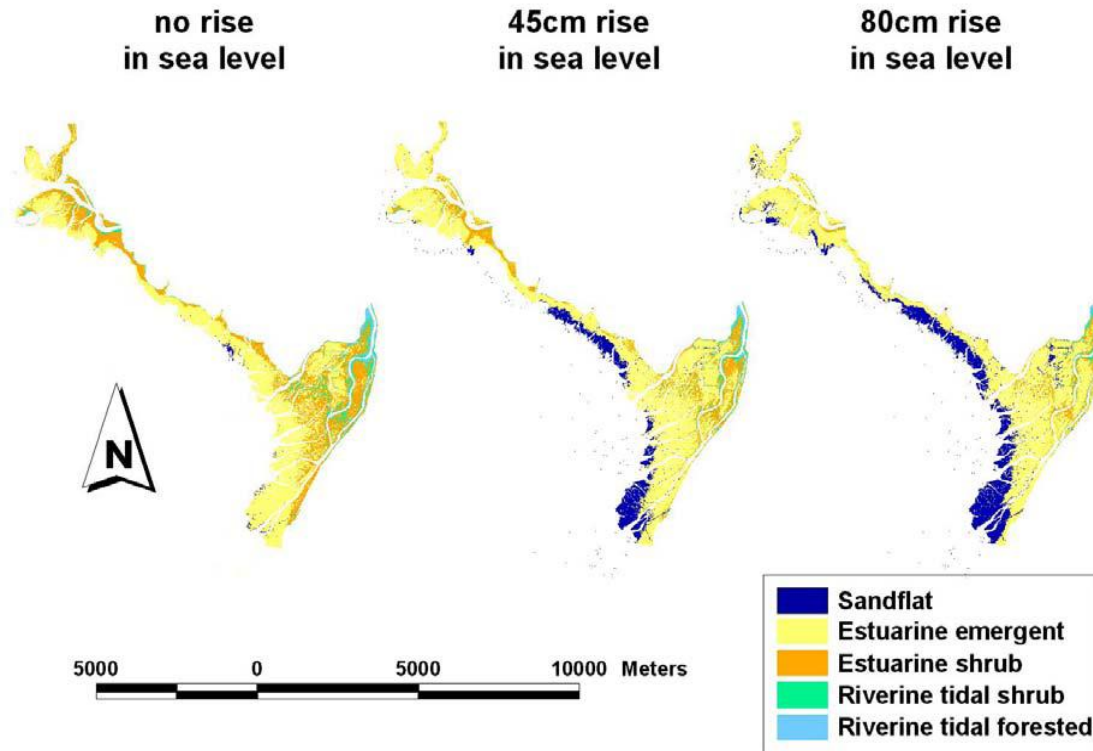 no rise
in sea level
45cm rise
in sea level
80cm rise
in sea level
N
Sandflat
Estuarine emergent
Estuarine shrub
Riverine tidal shrub
Riverine tidal forested
5000 0 5000 10000 Meters